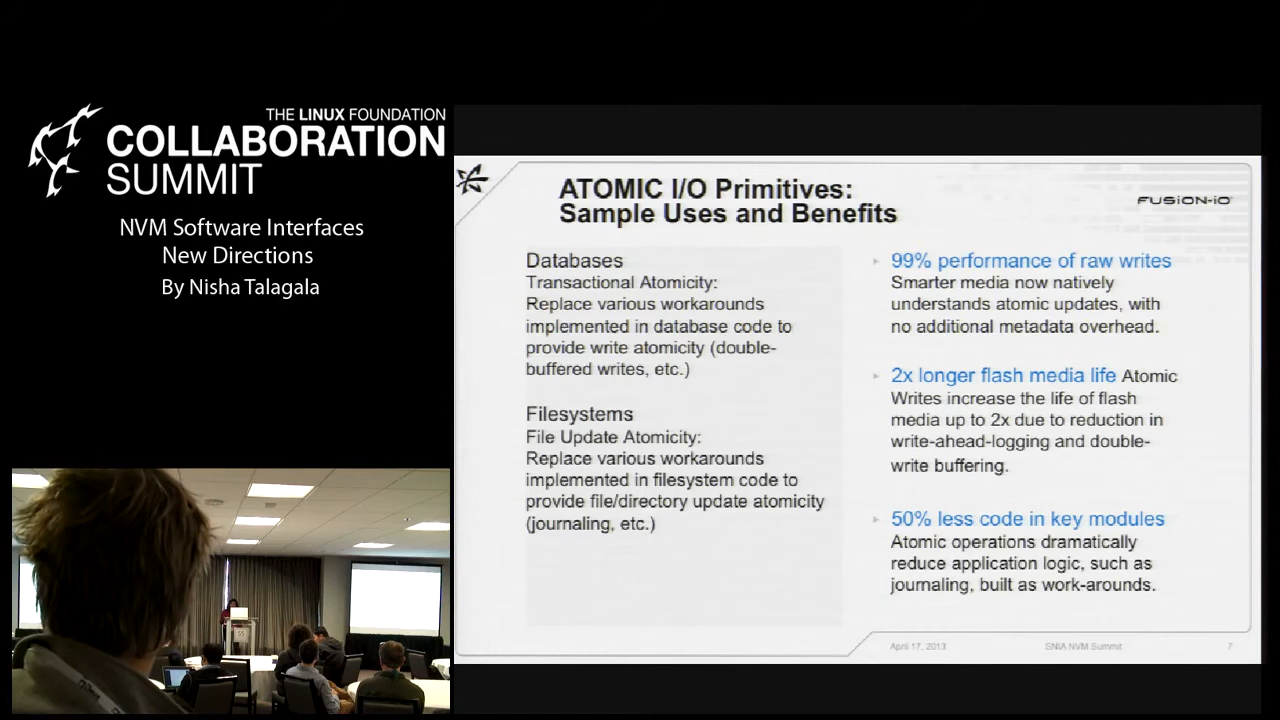 THE LINUX FOUNDATION
COLLABORATION
SUMMIT
NVM Software Interfaces
New Directions
By Nisha Talagala
ATOMIC I/O Primitives:
Sample Uses and Benefits
FUSION-iO
Databases
Transactional Atomicity:
Replace various workarounds
implemented in database code to
provide write atomicity (double-
buffered writes, etc.)
Filesystems
File Update Atomicity:
Replace various workarounds
implemented in filesystem code to
provide file/directory update atomicity
(journaling, etc.)
99% performance of raw writes
Smarter media now natively
understands atomic updates, with
no additional metadata overhead.
2x longer flash media life Atomic
Writes increase the life of flash
media up to 2x due to reduction in
write-ahead-logging and double-
write buffering.
50% less code in key modules
Atomic operations dramatically
reduce application logic, such as
journaling, built as work-arounds.
April 17, 2013
SNIA NVM Summit
7